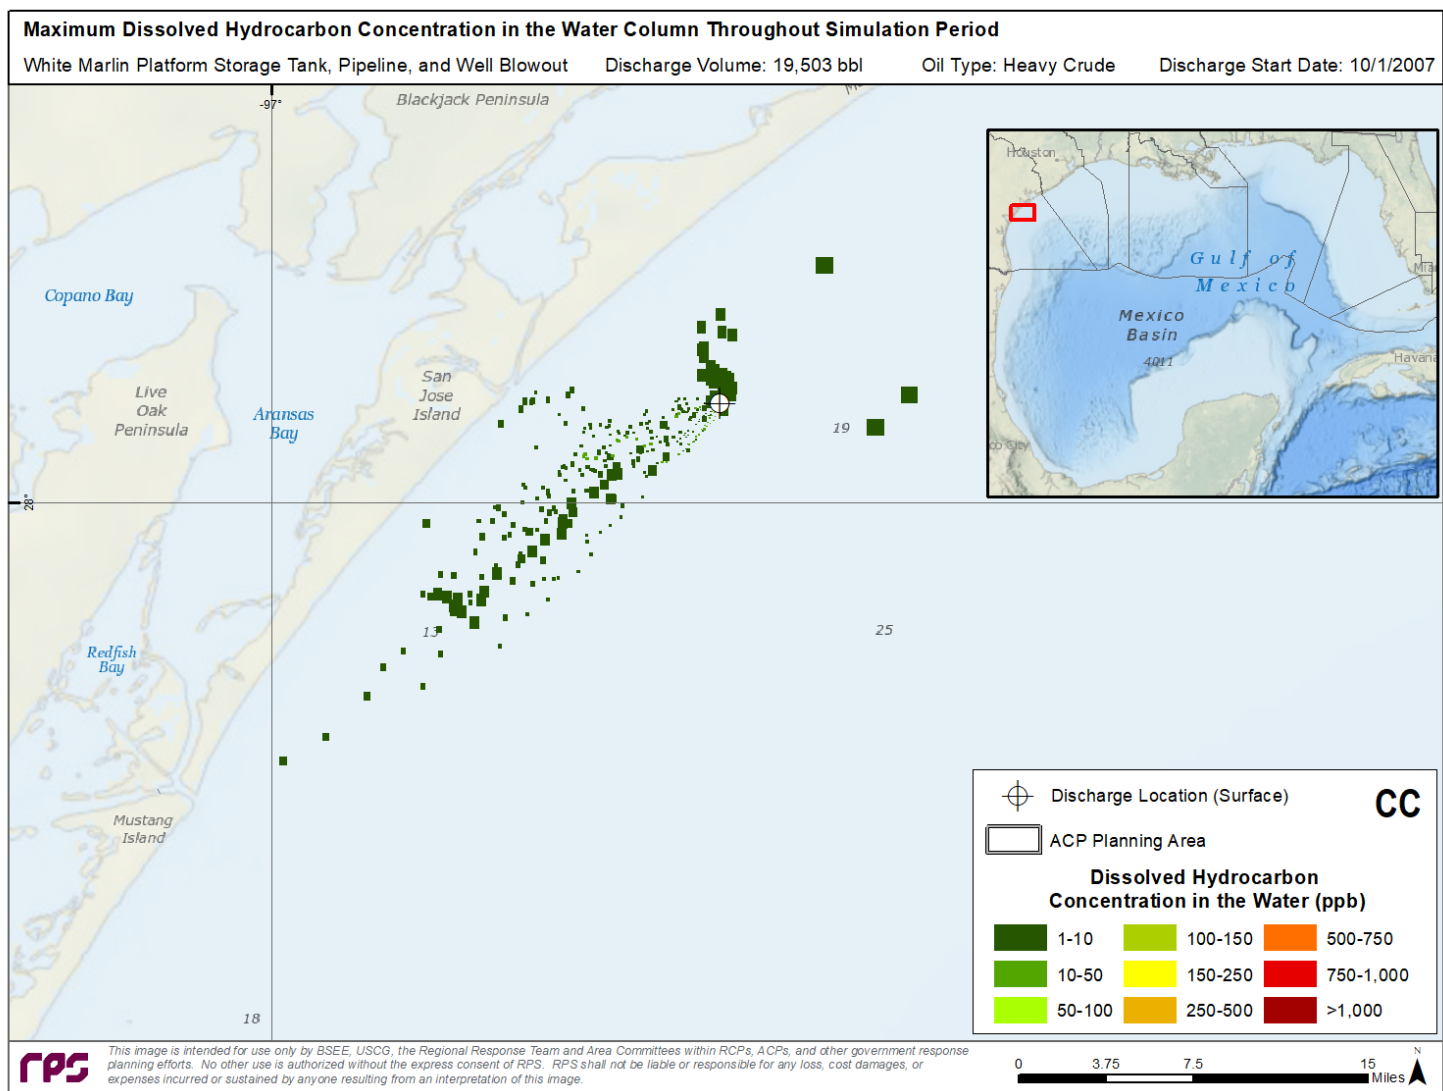 Maximum Dissolved Hydrocarbon Concentration in the Water Column Throughout Simulation Period
White Marlin Platform Storage Tank, Pipeline, and Well Blowout Discharge Volume: 19,503 bbl Oil Type: Heavy Crude Discharge Start Date: 10/1/2007
-97°
Blackjack Peninsula
Houston
Copano Bay
Gulf of
Mexico
Mexico
Basin
4011
Havana
Live
Oak
Peninsula
San
Jose
Island
Aransas
Bay
19
28°
13
25
Redfish
Bay
Mustang
Island
18
Discharge Location (Surface)
CC
ACP Planning Area
Dissolved Hydrocarbon
Concentration in the Water (ppb)
1-10 100-150 500-750
10-50 150-250 750-1,000
50-100 250-500 >1,000
rps
This image is intended for use only by BSEE, USCG, the Regional Response Team and Area Committees within RCPs, ACPs, and other government response
planning efforts. No other use is authorized without the express consent of RPS. RPS shall not be liable or responsible for any loss, cost damages, or
expenses incurred or sustained by anyone resulting from an interpretation of this image.
0 3.75 7.5 15
Miles
N